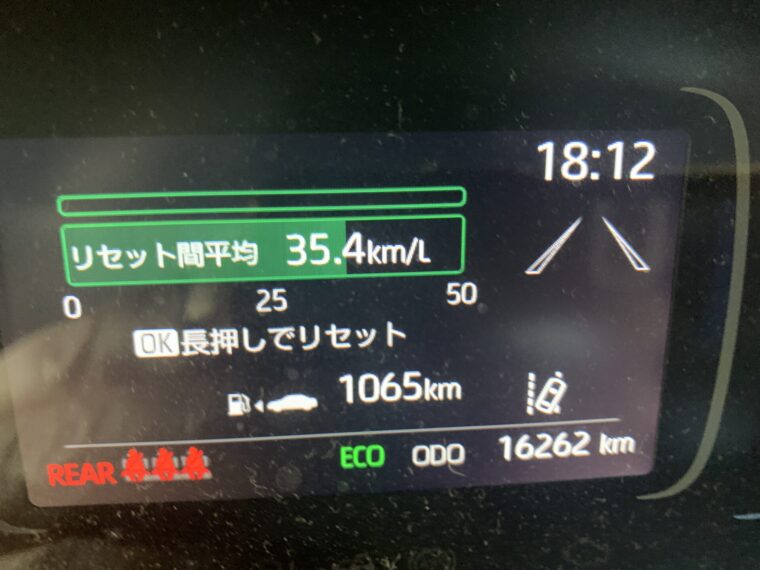 18:12
リセット間平均 35.4km/L
0 25 50
OK長押しでリセット
1065km
REAR ECO ODO 16262 km